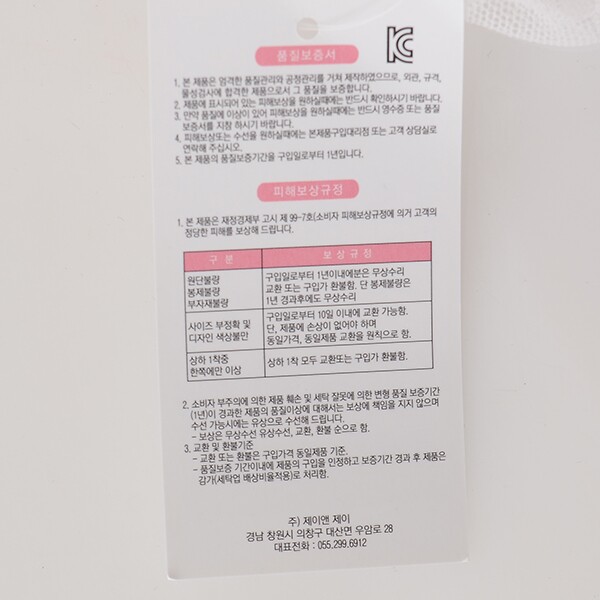 품질보증서
1. 본 제품은 엄격한 품질관리와 공정관리를 거쳐 제작하였으므로, 외관, 규격,
물성검사에 합격한 제품으로서 그 품질을 보증합니다.
2. 제품에 표시되어 있는 피해보상을 원하실때에는 반드시 확인하시기 바랍니다.
3. 만약 품질에 이상이 있어 피해보상을 원하실때에는 반드시 영수증 또는 품질
보증서를 지참 하시기 바랍니다.
4. 피해보상또는 수선을 원하실때에는 본제품구입대리점 또는 고객 상담실로
연락해 주십시오.
5. 본 제품의 품질보증기간을 구입일로부터 1년입니다.
피해보상규정
1. 본 제품은 재정경제부 고시 제 99-7호(소비자 피해보상규정에 의거 고객의
정당한 피해를 보상해 드립니다.
구 분 보 상 규 정
원단불량
봉제불량
부자재불량
구입일로부터 1년이내에분은 무상수리
교환 또는 구입가 환불함. 단 봉제불량은
1년 경과후에도 무상수리
사이즈 부정확 및
디자인 색상불만
구입일로부터 10일 이내에 교환 가능함.
단, 제품에 손상이 없어야 하며
동일가격, 동일제품 교환을 원칙으로 함.
상하 1착중
한쪽에만 이상
상하 1착 모두 교환또는 구입가 환불함.
2. 소비자 부주의에 의한 제품 훼손 및 세탁 잘못에 의한 변형 품질 보증기간
(1년)이 경과한 제품의 품질이상에 대해서는 보상에 책임을 지지 않으며
수선 가능시에는 유상으로 수선해 드립니다.
- 보상은 무상수선 유상수선, 교환, 환불 순으로 함.
3. 교환 및 환불기준
- 교환 또는 환불은 구입가격 동일제품 기준.
- 품질보증 기간이내에 제품의 구입을 인정하고 보증기간 경과 후 제품은
감가(세탁업 배상비율적용)로 처리함.
주) 제이앤 제이
경남 창원시 의창구 대산면 우암로 28
대표전화 : 055.299.6912